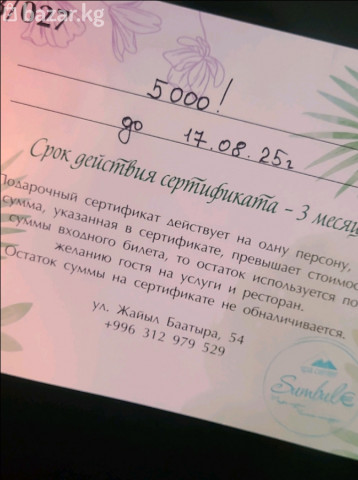 bazar.kg
/027
5000!
до 17.08.25г
Срок действия сертификата - 3 месяц
Подарочный сертификат действует на одну персону,
сумма, указанная в сертификате, превышает стоимос
суммы входного билета, то остаток используется по
желанию гостя на услуги и ресторан.
Остаток суммы на сертификате не обналичивается.
ул. Жайыл Баатыра, 54
+996 312 979 529
Sumbule